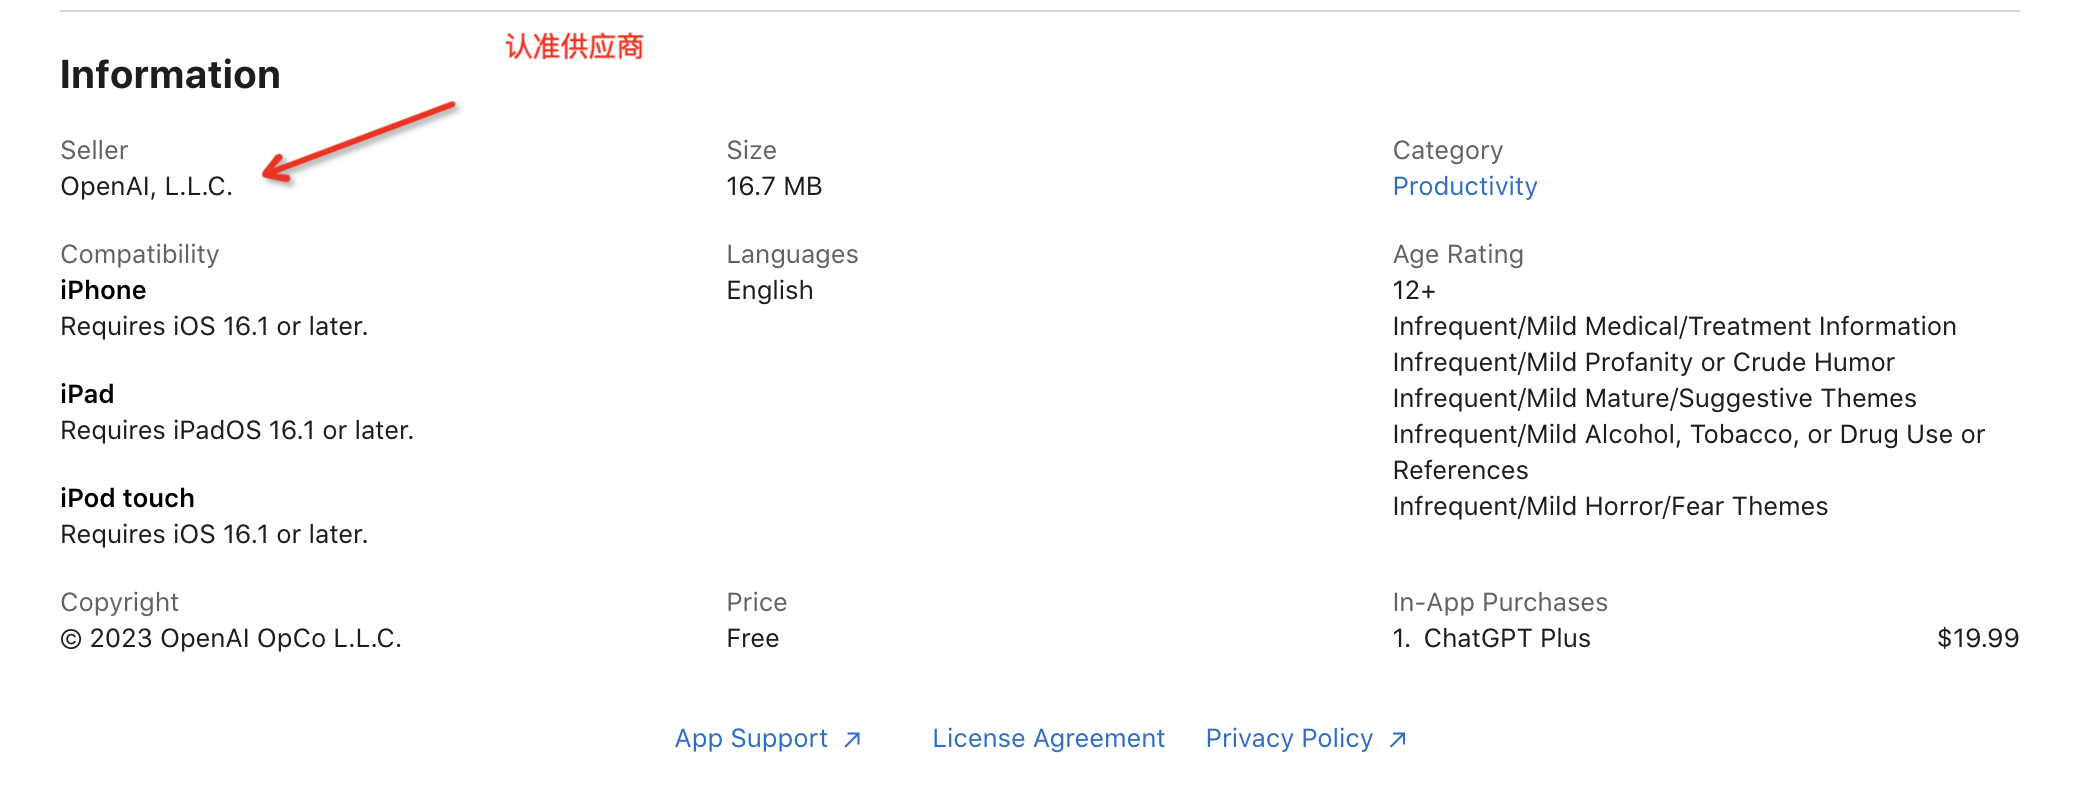 认准供应商
Information
Seller
OpenAI, L.L.C.
Size
16.7 MB
Category
Productivity
Compatibility
iPhone
Requires iOS 16.1 or later.
iPad
Requires iPadOS 16.1 or later.
iPod touch
Requires iOS 16.1 or later.
Languages
English
Age Rating
12+
Infrequent/Mild Medical/Treatment Information
Infrequent/Mild Profanity or Crude Humor
Infrequent/Mild Mature/Suggestive Themes
Infrequent/Mild Alcohol, Tobacco, or Drug Use or
References
Infrequent/Mild Horror/Fear Themes
Copyright
© 2023 OpenAI OpCo L.L.C.
Price
Free
In-App Purchases
1. ChatGPT Plus $19.99
App Support ↗ License Agreement Privacy Policy ↗